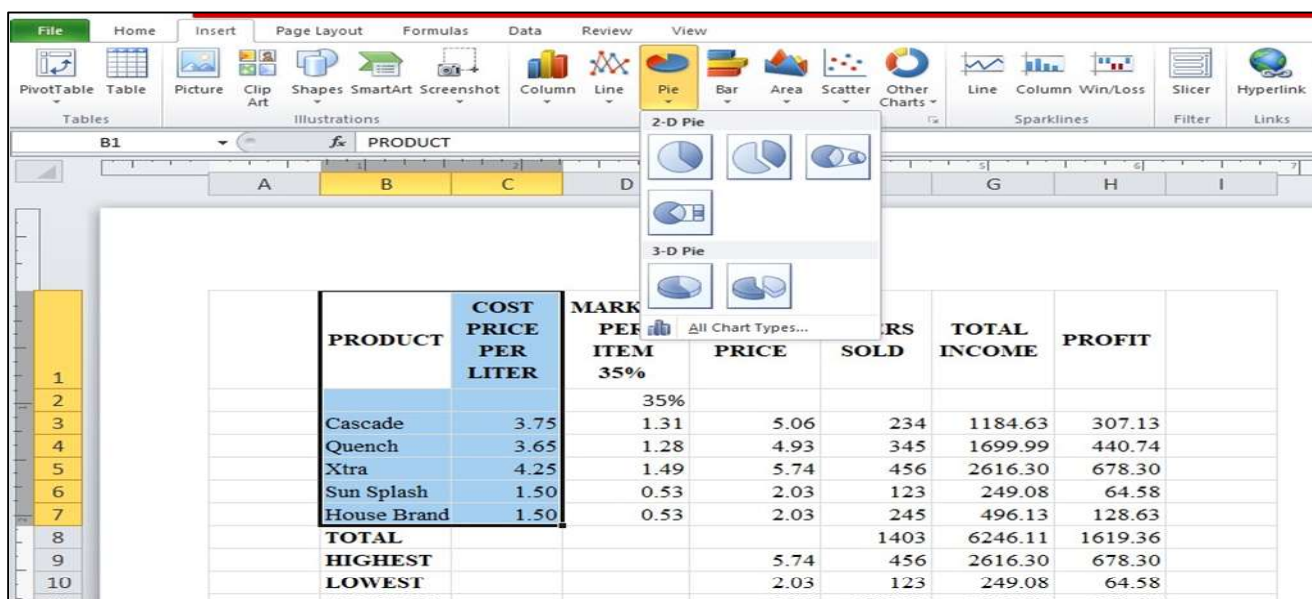 File Home Insert Page Layout Formulas Data Review View
PivotTable Table Picture Clip Art Shapes SmartArt Screenshot Column Line Pie Bar Area Scatter Other Charts Line Column Win/Loss Slicer Hyperlink
Tables Illustrations Sparklines Filter Links
2-D Pie
3-D Pie
All Chart Types...
B1 fx PRODUCT
A B C D G H I
1 PRODUCT COST PRICE PER LITER MARK PER ITEM 35% PRICE SOLD TOTAL INCOME PROFIT
2 35%
3 Cascade 3.75 1.31 5.06 234 1184.63 307.13
4 Quench 3.65 1.28 4.93 345 1699.99 440.74
5 Xtra 4.25 1.49 5.74 456 2616.30 678.30
6 Sun Splash 1.50 0.53 2.03 123 249.08 64.58
7 House Brand 1.50 0.53 2.03 245 496.13 128.63
8 TOTAL 1403 6246.11 1619.36
9 HIGHEST 5.74 456 2616.30 678.30
10 LOWEST 2.03 123 249.08 64.58